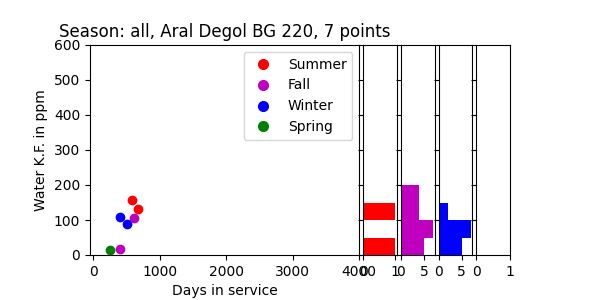 Season: all, Aral Degol BG 220, 7 points
Water K.F. in ppm
600
500
400
300
200
100
0
Summer
Fall
Winter
Spring
0 1000 2000 3000 4000
0 1
0 5
0 5
0 1
Days in service